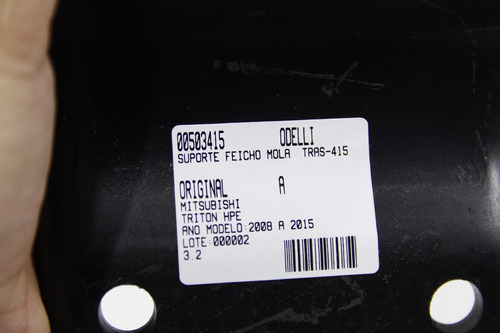 00503415 ODELLI
SUPORTE FEICHO MOLA TRAS-415
ORIGINAL A
MITSUBISHI
TRITON HPE
ANO MODELO:2008 A 2015
LOTE:000002
3.2